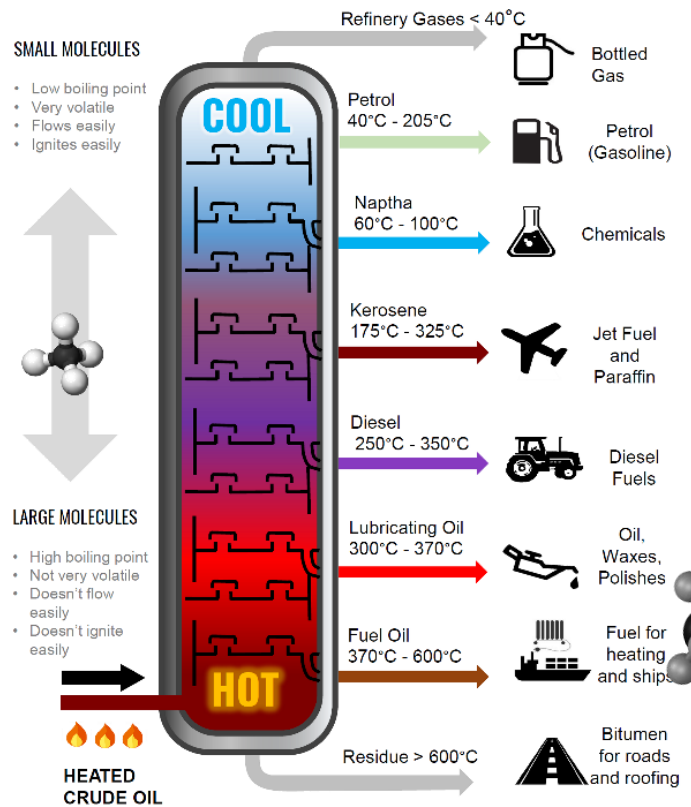 Refinery Gases < 40°C
Bottled
Gas
SMALL MOLECULES
• Low boiling point
• Very volatile
• Flows easily
• Ignites easily
COOL
Petrol
40°C - 205°C
Petrol
(Gasoline)
Naptha
60°C - 100°C
Chemicals
Kerosene
175°C - 325°C
Jet Fuel
and
Paraffin
Diesel
250°C - 350°C
Diesel
Fuels
LARGE MOLECULES
• High boiling point
• Not very volatile
• Doesn't flow
easily
• Doesn't ignite
easily
Lubricating Oil
300°C - 370°C
Oil,
Waxes,
Polishes
Fuel Oil
370°C - 600°C
Fuel for
heating
and ships
HOT
HEATED
CRUDE OIL
Residue > 600°C
Bitumen
for roads
and roofing